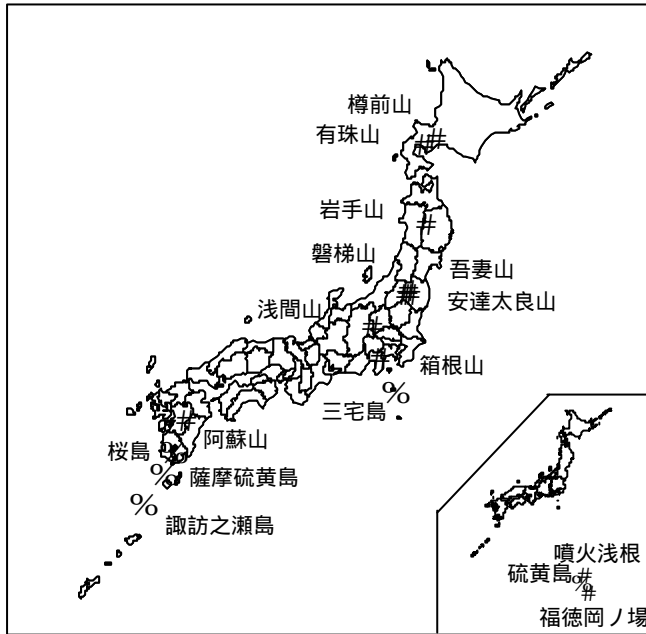 樽前山
有珠山
岩手山
磐梯山
吾妻山
安達太良山
浅間山
箱根山
三宅島
阿蘇山
桜島
薩摩硫黄島
諏訪之瀬島
噴火浅根
硫黄島
福徳岡ノ場